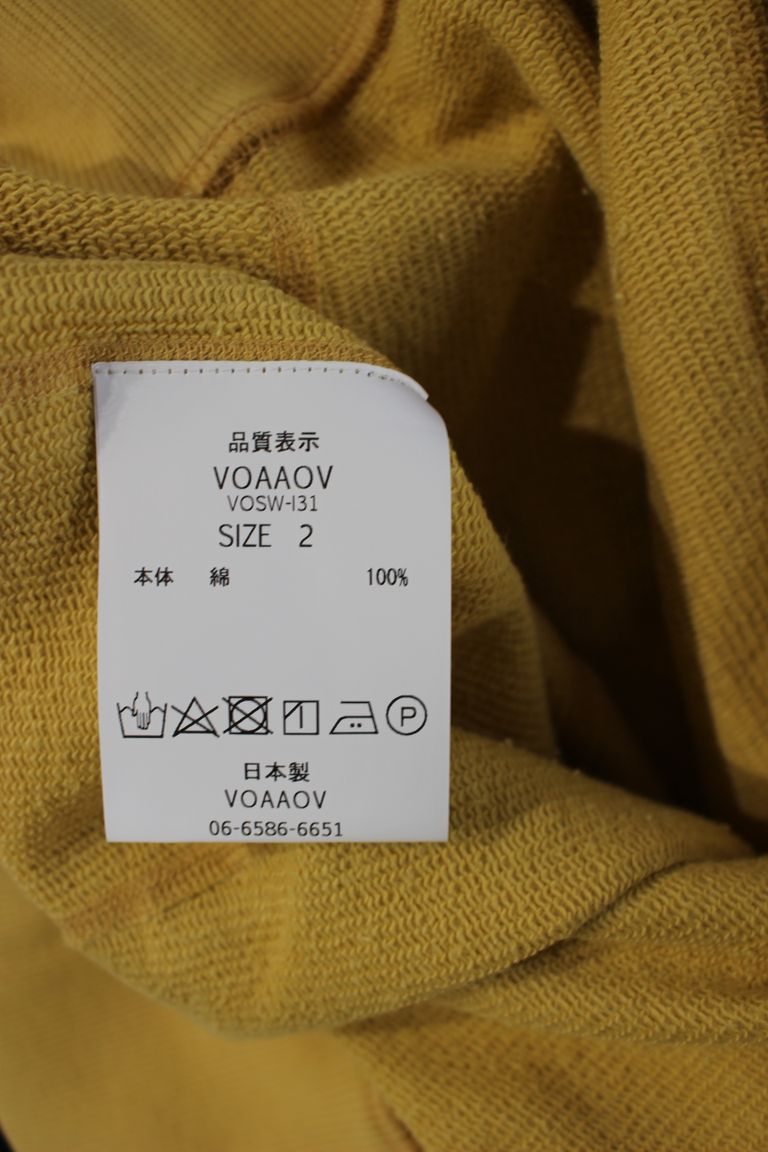 品質表示
VOAAOV
VOSW-I31
SIZE 2
本体 綿 100%
P
日本製
VOAAOV
06-6586-6651